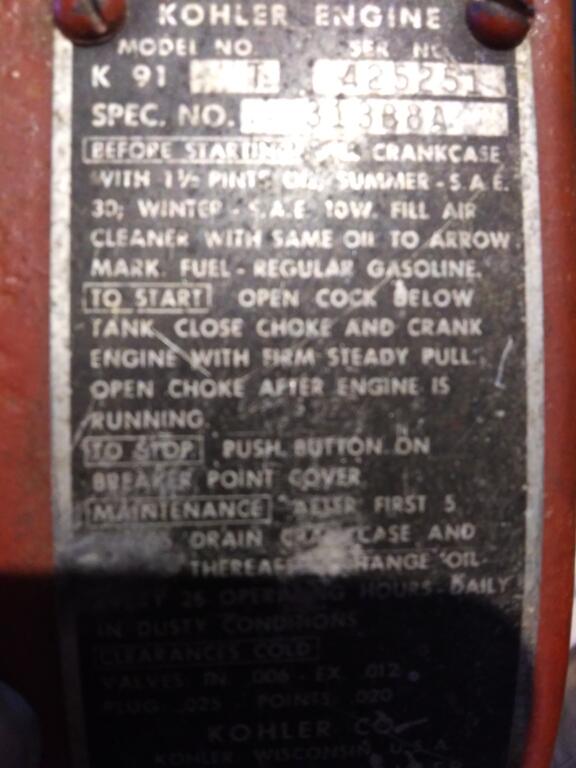 KOHLER ENGINE
MODEL NO. SER. NO.
K 91 T 425251
SPEC. NO. 31388A
BEFORE STARTING CRANKCASE
WITH 1½ PINTS OIL, SUMMER - S.A.E.
30; WINTER - S.A.E. 10W. FILL AIR
CLEANER WITH SAME OIL TO ARROW
MARK. FUEL - REGULAR GASOLINE.
TO START OPEN COCK BELOW
TANK, CLOSE CHOKE AND CRANK
ENGINE WITH FIRM STEADY PULL.
OPEN CHOKE AFTER ENGINE IS
RUNNING.
TO STOP PUSH BUTTON ON
BREAKER POINT COVER
MAINTENANCE AFTER FIRST 5
DRAIN CRANKCASE AND
THEREAFTER CHANGE OIL
EVERY 25 OPERATING HOURS - DAILY
IN DUSTY CONDITIONS
CLEARANCES COLD
VALVES IN .006 - EX .012
PLUG .025 - POINTS .020
KOHLER CO.
KOHLER, WISCONSIN, U.S.A.